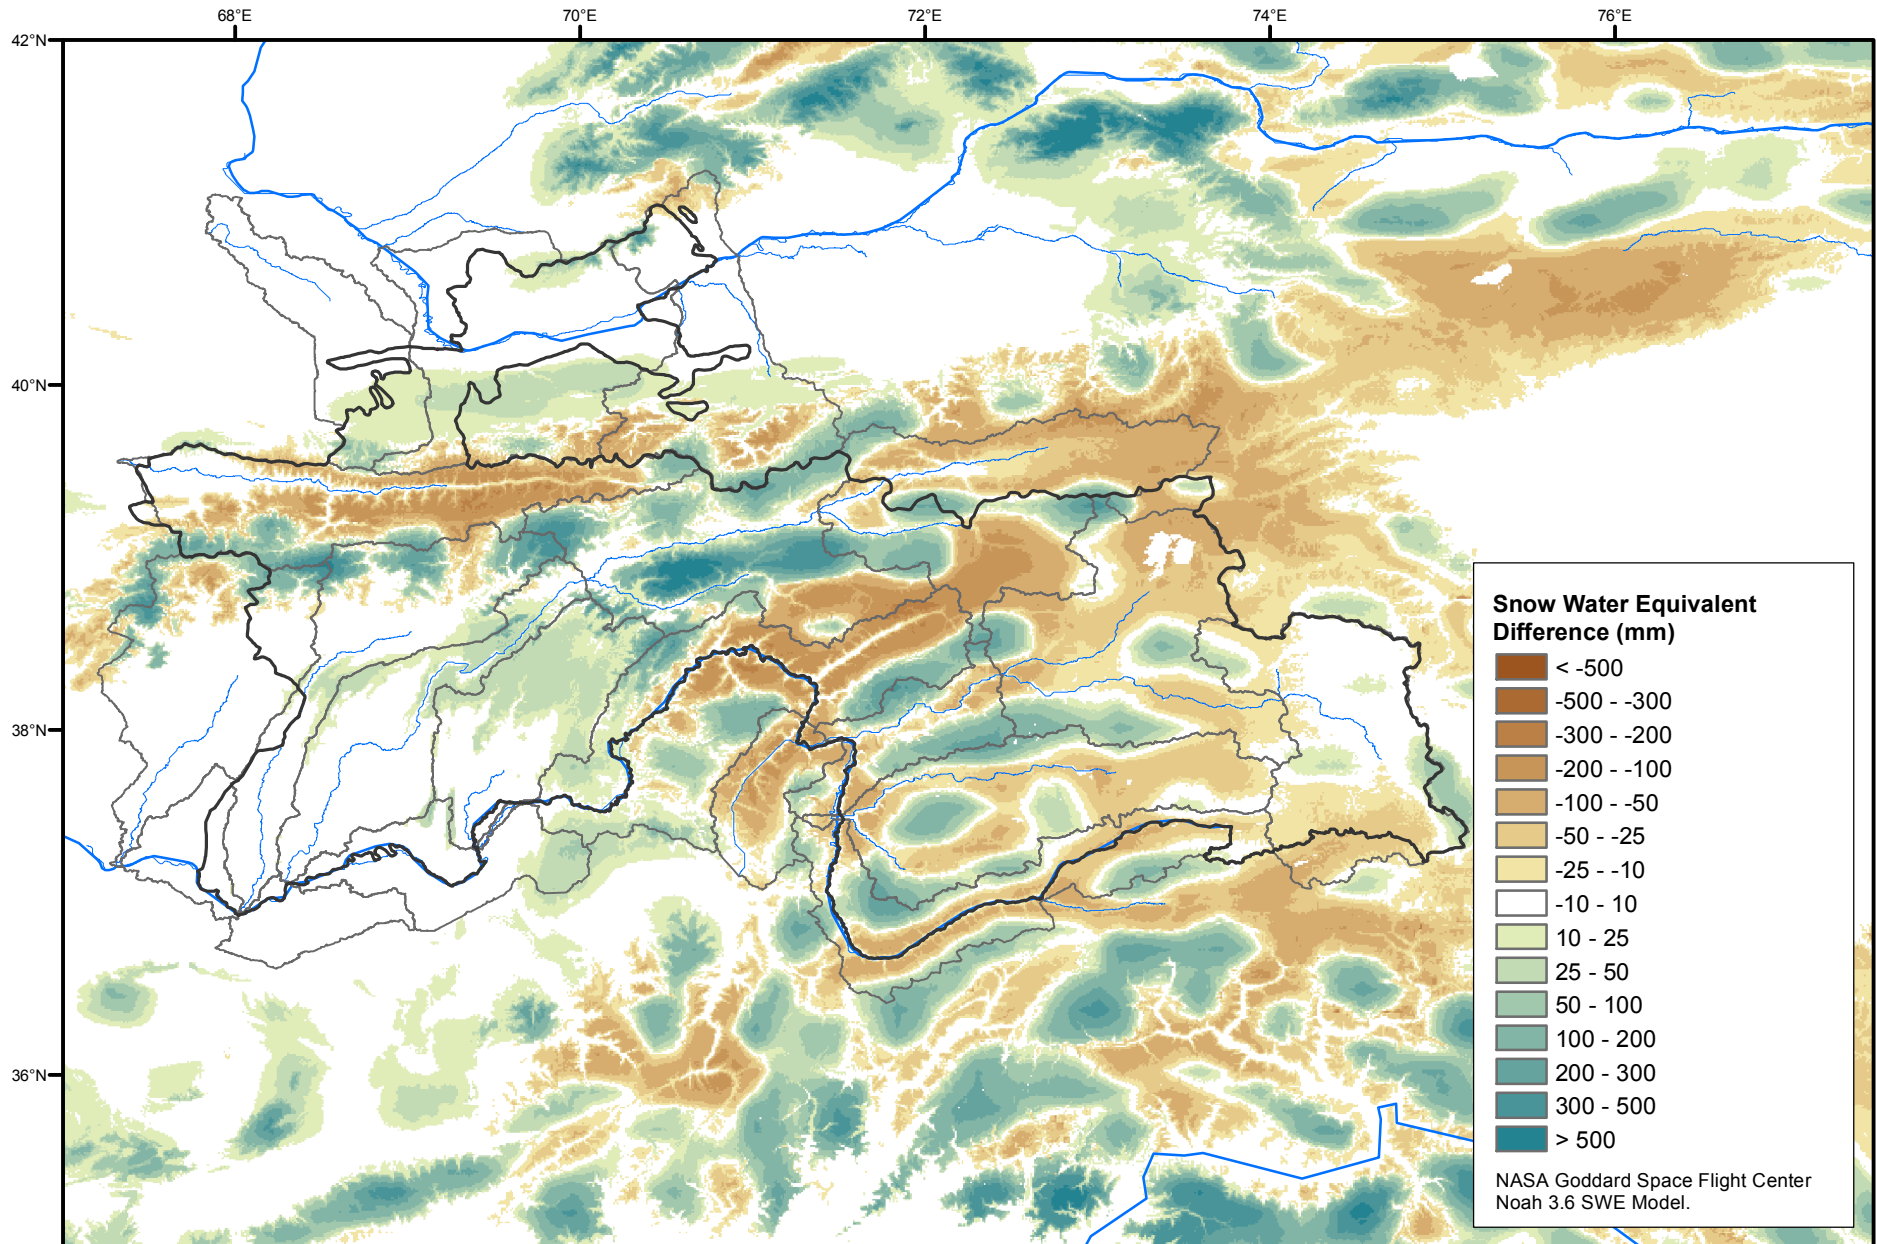 68°E 70°E 72°E 74°E 76°E
42°N
40°N
38°N
36°N
Snow Water Equivalent
Difference (mm)
< -500
-500 - -300
-300 - -200
-200 - -100
-100 - -50
-50 - -25
-25 - -10
-10 - 10
10 - 25
25 - 50
50 - 100
100 - 200
200 - 300
300 - 500
> 500
NASA Goddard Space Flight Center
Noah 3.6 SWE Model.